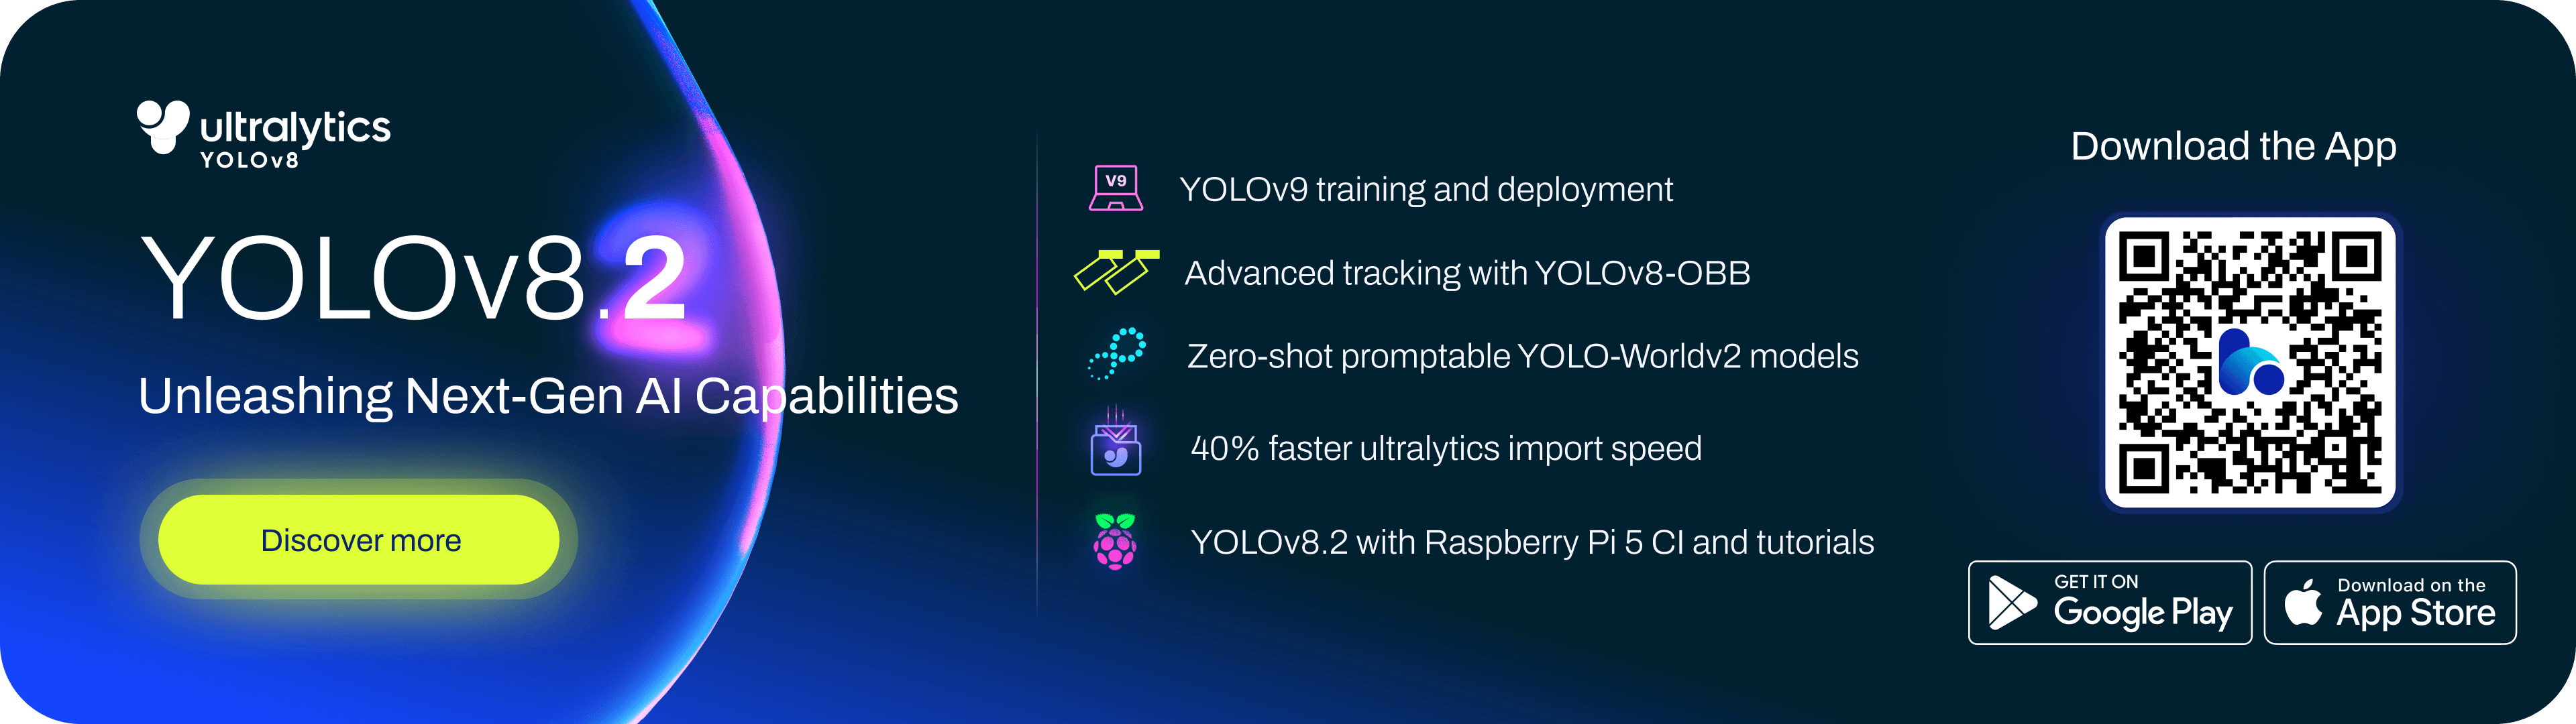 ultralytics
YOLOv8
YOLOv8.2
Unleashing Next-Gen AI Capabilities
Discover more
V9
YOLOv9 training and deployment
Advanced tracking with YOLOv8-OBB
Zero-shot promptable YOLO-Worldv2 models
40% faster ultralytics import speed
YOLOv8.2 with Raspberry Pi 5 CI and tutorials
Download the App
GET IT ON
Google Play
Download on the
App Store